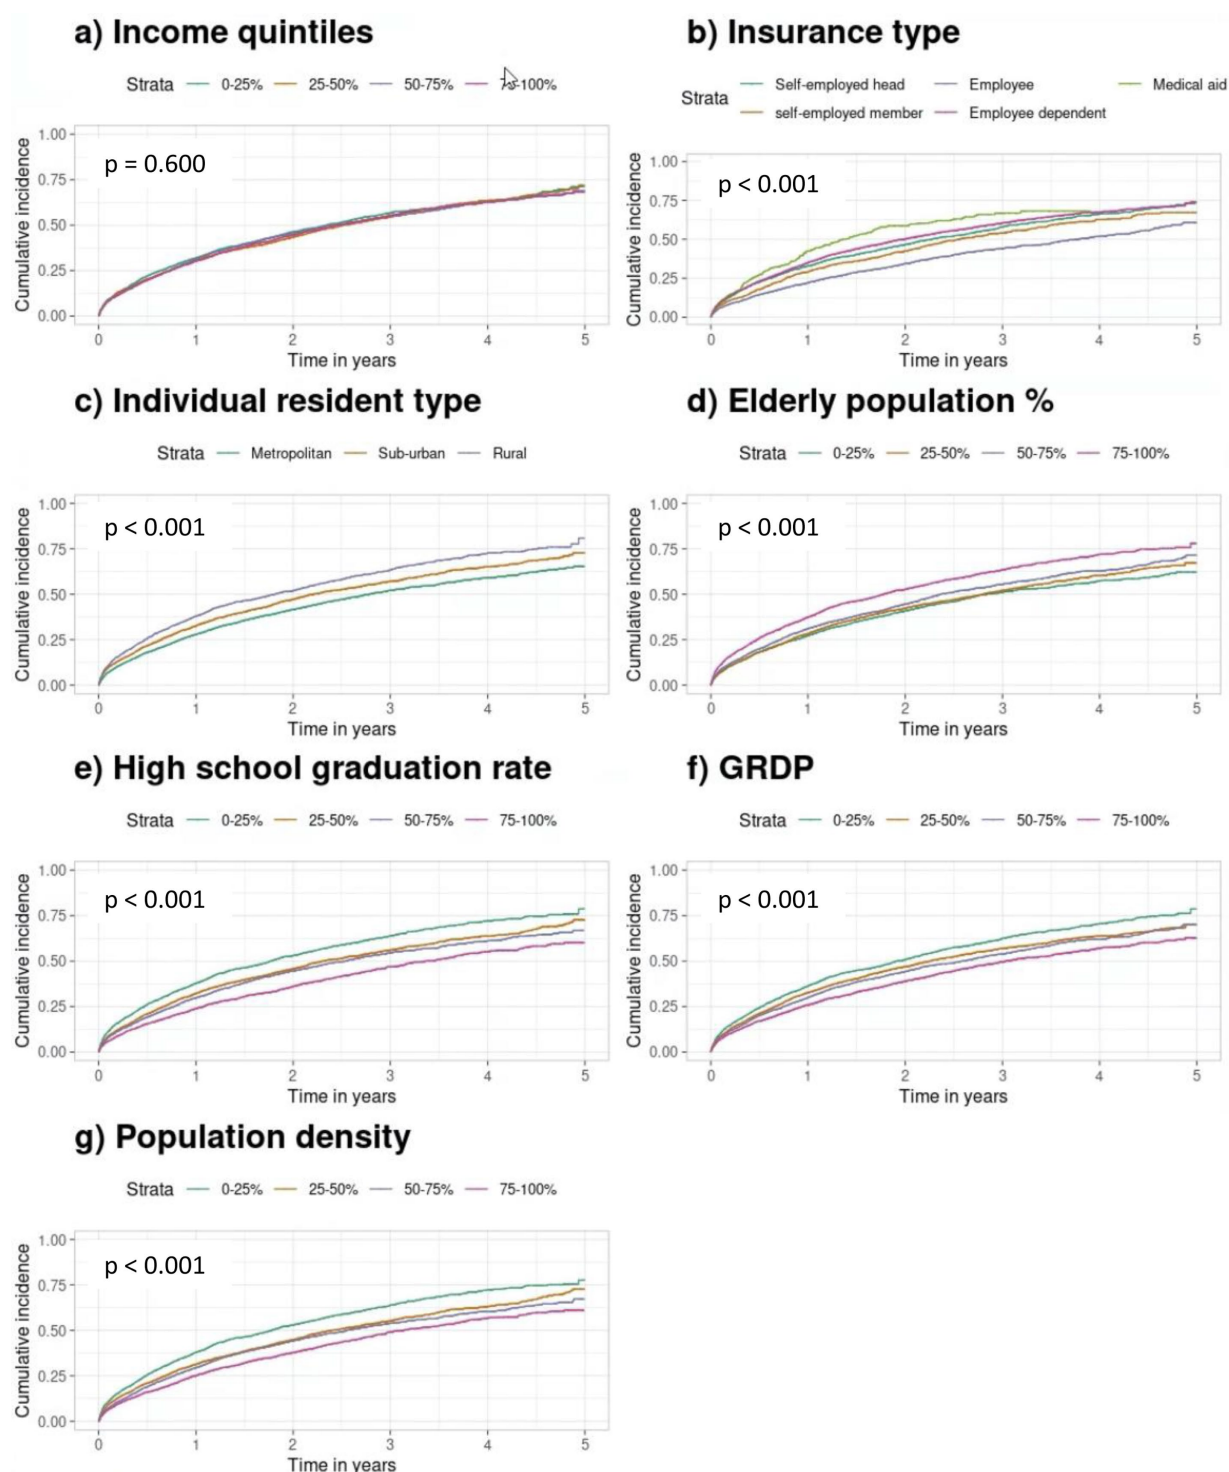 a) Income quintiles
Strata 0-25% 25-50% 50-75% -100%
p = 0.600
Cumulative incidence
1.00
0.75
0.50
0.25
0.00
0 1 2 3 4 5
Time in years
b) Insurance type
Strata
Self-employed head Employee Medical aid
self-employed member Employee dependent
p < 0.001
Cumulative incidence
1.00
0.75
0.50
0.25
0.00
0 1 2 3 4 5
Time in years
c) Individual resident type
Strata Metropolitan Sub-urban Rural
p < 0.001
Cumulative incidence
1.00
0.75
0.50
0.25
0.00
0 1 2 3 4 5
Time in years
d) Elderly population %
Strata 0-25% 25-50% 50-75% 75-100%
p < 0.001
Cumulative incidence
1.00
0.75
0.50
0.25
0.00
0 1 2 3 4 5
Time in years
e) High school graduation rate
Strata 0-25% 25-50% 50-75% 75-100%
p < 0.001
Cumulative incidence
1.00
0.75
0.50
0.25
0.00
0 1 2 3 4 5
Time in years
f) GRDP
Strata 0-25% 25-50% 50-75% 75-100%
p < 0.001
Cumulative incidence
1.00
0.75
0.50
0.25
0.00
0 1 2 3 4 5
Time in years
g) Population density
Strata 0-25% 25-50% 50-75% 75-100%
p < 0.001
Cumulative incidence
1.00
0.75
0.50
0.25
0.00
0 1 2 3 4 5
Time in years